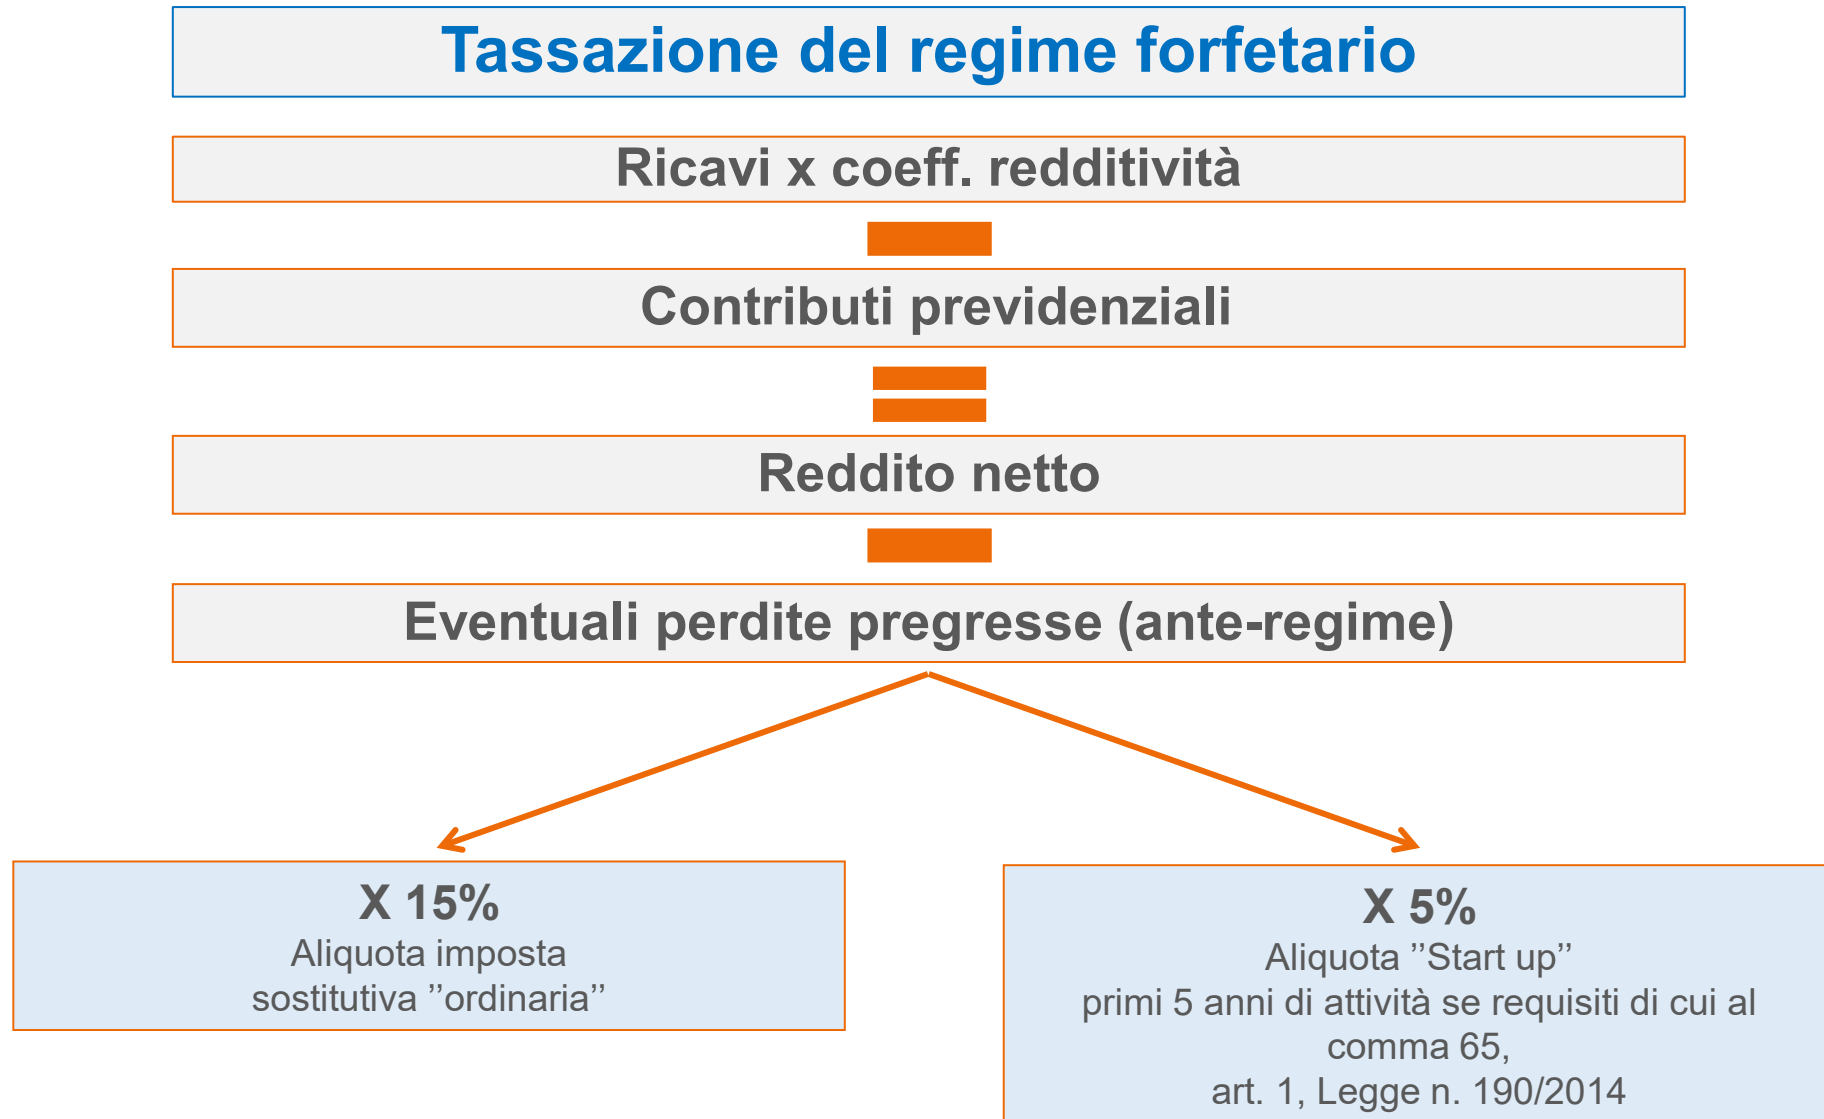 Tassazione del regime forfetario
Ricavi x coeff. redditività
Contributi previdenziali
Reddito netto
Eventuali perdite pregresse (ante-regime)
X 15%
Aliquota imposta
sostitutiva ’’ordinaria’’
X 5%
Aliquota ’’Start up’’
primi 5 anni di attività se requisiti di cui al
comma 65,
art. 1, Legge n. 190/2014